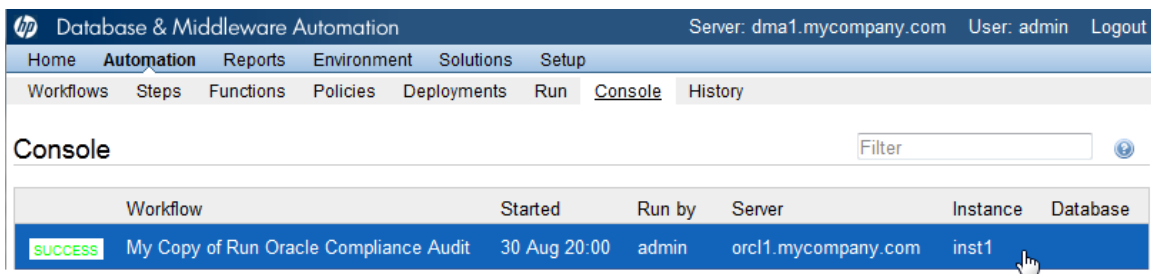 hp Database & Middleware Automation Server: dma1.mycompany.com User: admin Logout
Home Automation Reports Environment Solutions Setup
Workflows Steps Functions Policies Deployments Run Console History
Console Filter ?
Workflow Started Run by Server Instance Database
SUCCESS My Copy of Run Oracle Compliance Audit 30 Aug 20:00 admin orcl1.mycompany.com inst1